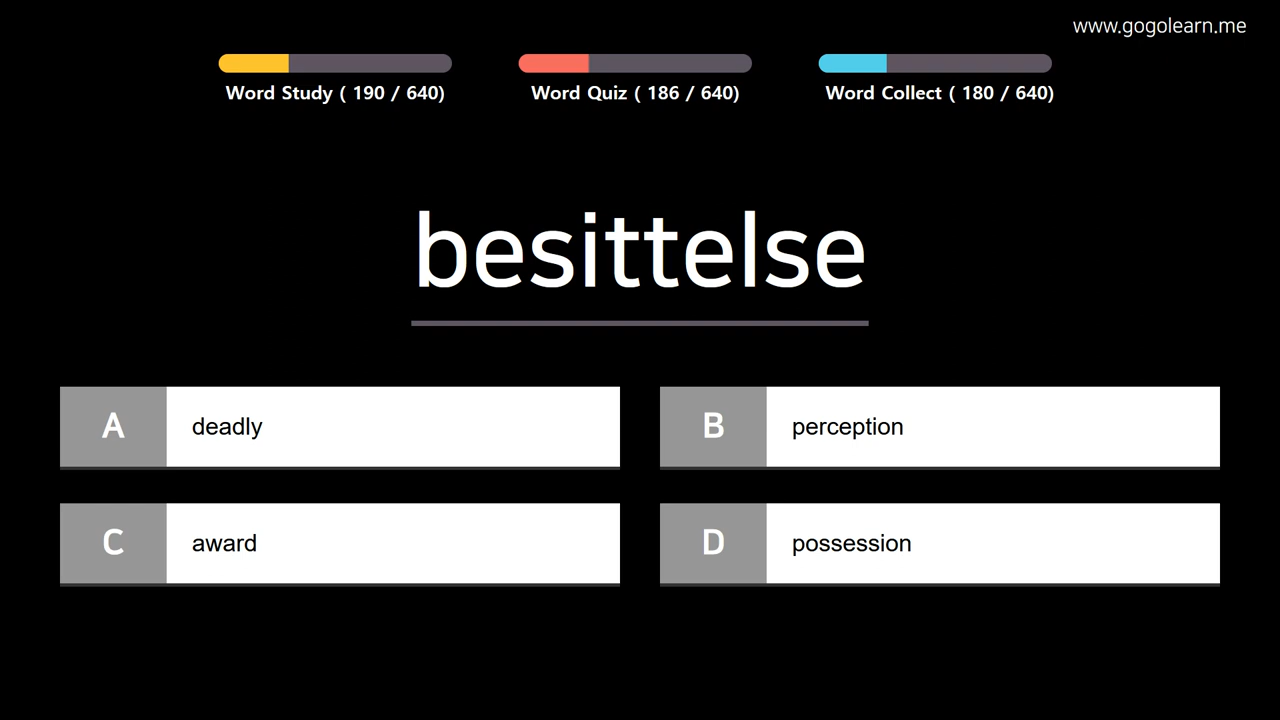 www.gogolearn.me
Word Study ( 190 / 640)
Word Quiz ( 186 / 640)
Word Collect ( 180 / 640)
besittelse
A deadly
B perception
C award
D possession